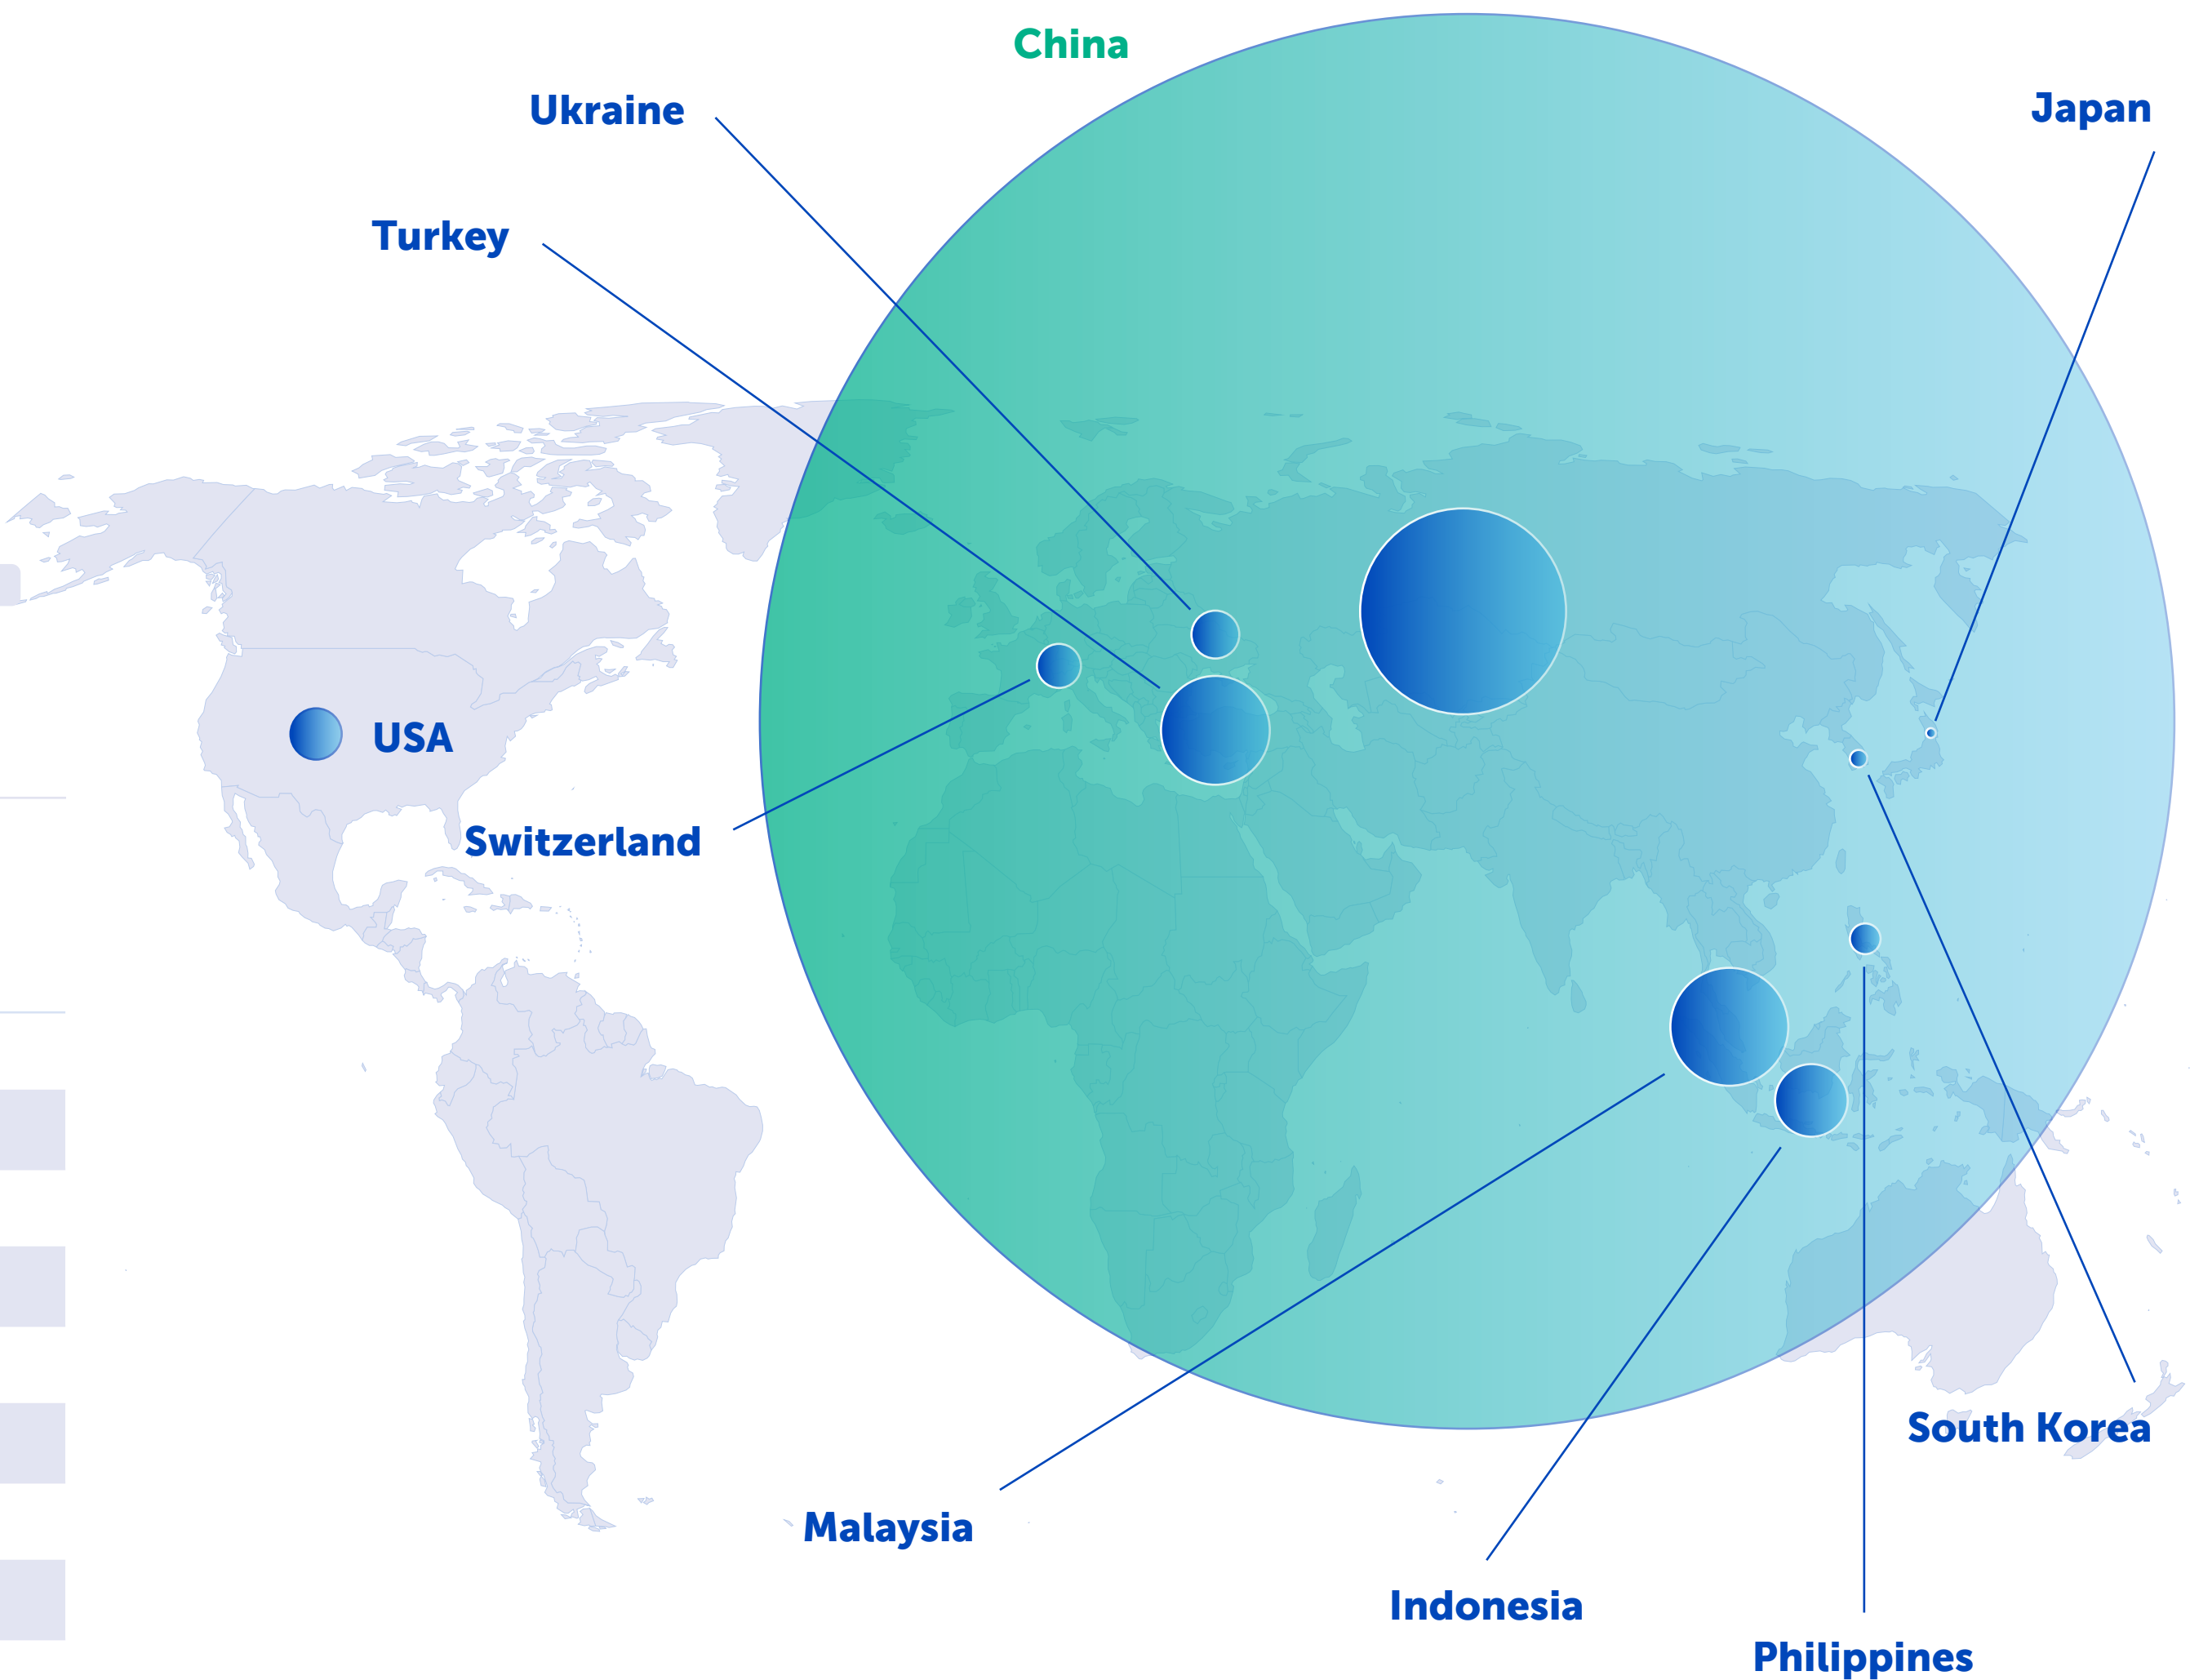 China
Ukraine
Japan
Turkey
USA
Switzerland
South Korea
Malaysia
Indonesia
Philippines